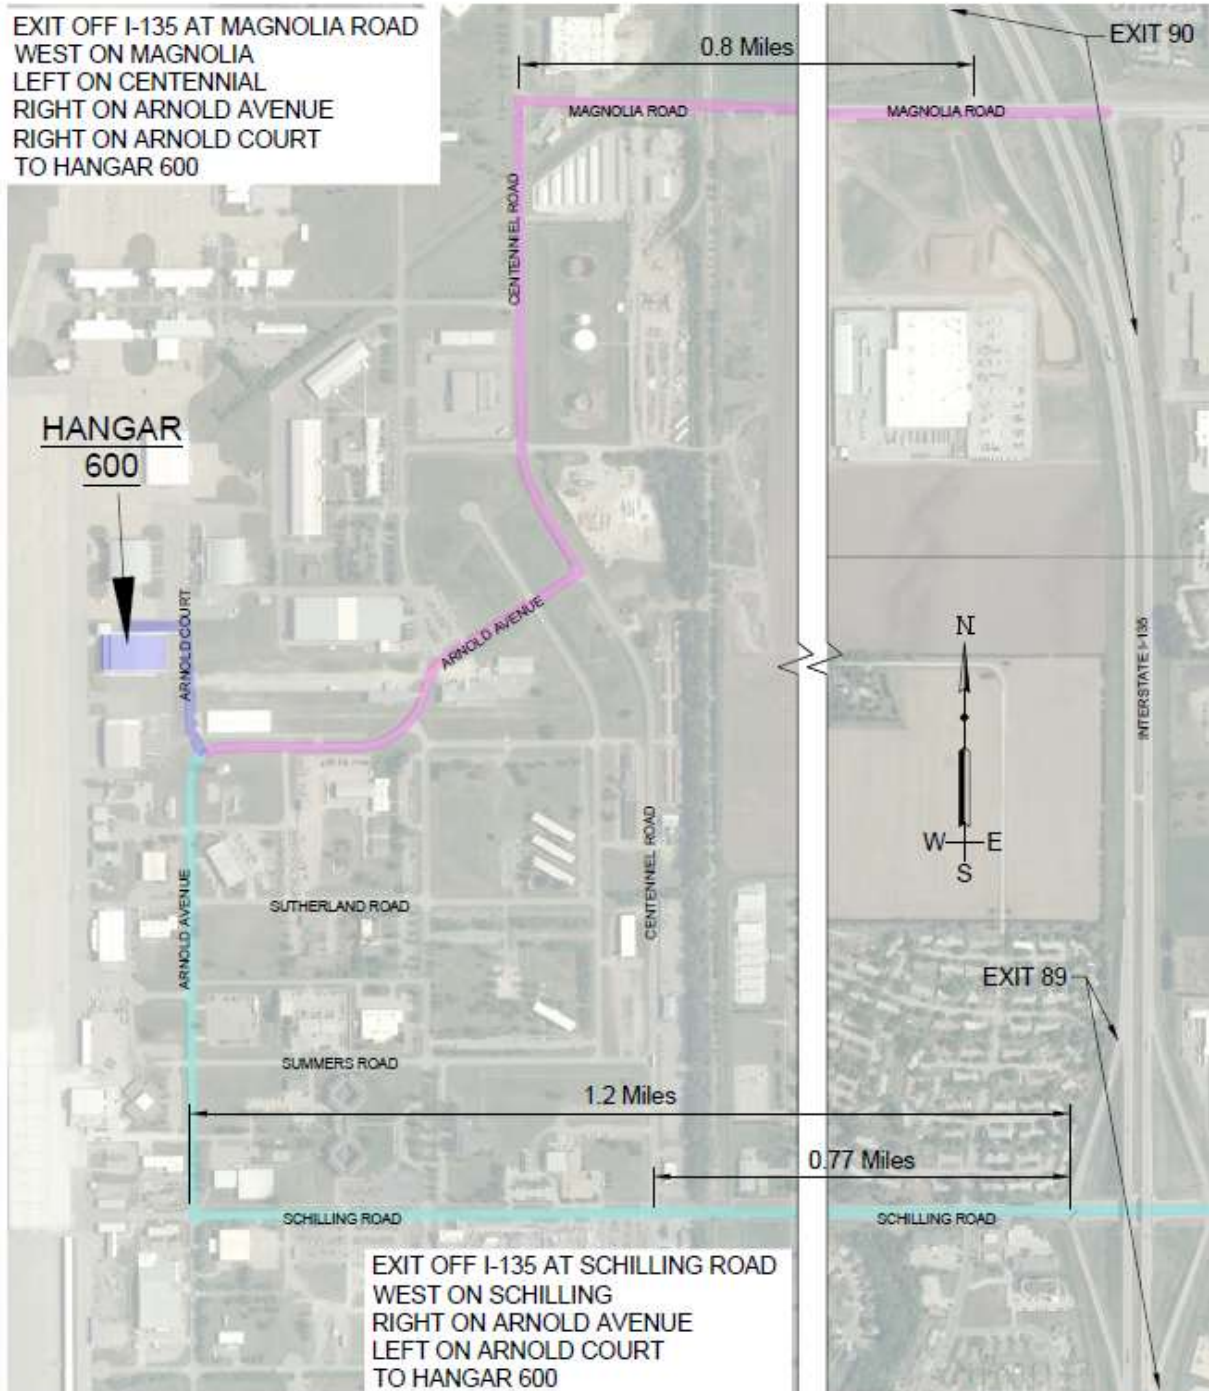 EXIT OFF I-135 AT MAGNOLIA ROAD
WEST ON MAGNOLIA
LEFT ON CENTENNIAL
RIGHT ON ARNOLD AVENUE
RIGHT ON ARNOLD COURT
TO HANGAR 600
0.8 Miles
EXIT 90
MAGNOLIA ROAD
MAGNOLIA ROAD
CENTENNIEL ROAD
HANGAR
600
ARNOLD COURT
ARNOLD AVENUE
N
W E
S
INTERSTATE I-135
CENTENNIEL ROAD
ARNOLD AVENUE
SUTHERLAND ROAD
EXIT 89
SUMMERS ROAD
1.2 Miles
0.77 Miles
SCHILLING ROAD
SCHILLING ROAD
EXIT OFF I-135 AT SCHILLING ROAD
WEST ON SCHILLING
RIGHT ON ARNOLD AVENUE
LEFT ON ARNOLD COURT
TO HANGAR 600